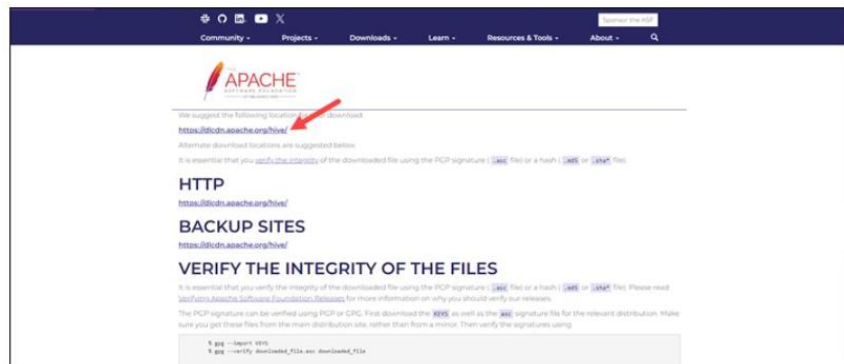 Sponsor the ASF
Community Projects Downloads Learn Resources & Tools About
THE
APACHE
SOFTWARE FOUNDATION
We suggest the following location for your download:
https://dlcdn.apache.org/hive/
Alternate download locations are suggested below.
It is essential that you verify the integrity of the downloaded file using the PGP signature ( .asc file) or a hash ( .md5 or .sha* file).
HTTP
https://dlcdn.apache.org/hive/
BACKUP SITES
https://dlcdn.apache.org/hive/
VERIFY THE INTEGRITY OF THE FILES
It is essential that you verify the integrity of the downloaded file using the PGP signature ( .asc file) or a hash ( .md5 or .sha* file). Please read
Verifying Apache Software Foundation Releases for more information on why you should verify our releases.
The PGP signature can be verified using PGP or GPG. First download the KEYS as well as the asc signature file for the relevant distribution. Make
sure you get these files from the main distribution site, rather than from a mirror. Then verify the signatures using
% gpg --import KEYS
% gpg --verify downloaded_file.asc downloaded_file